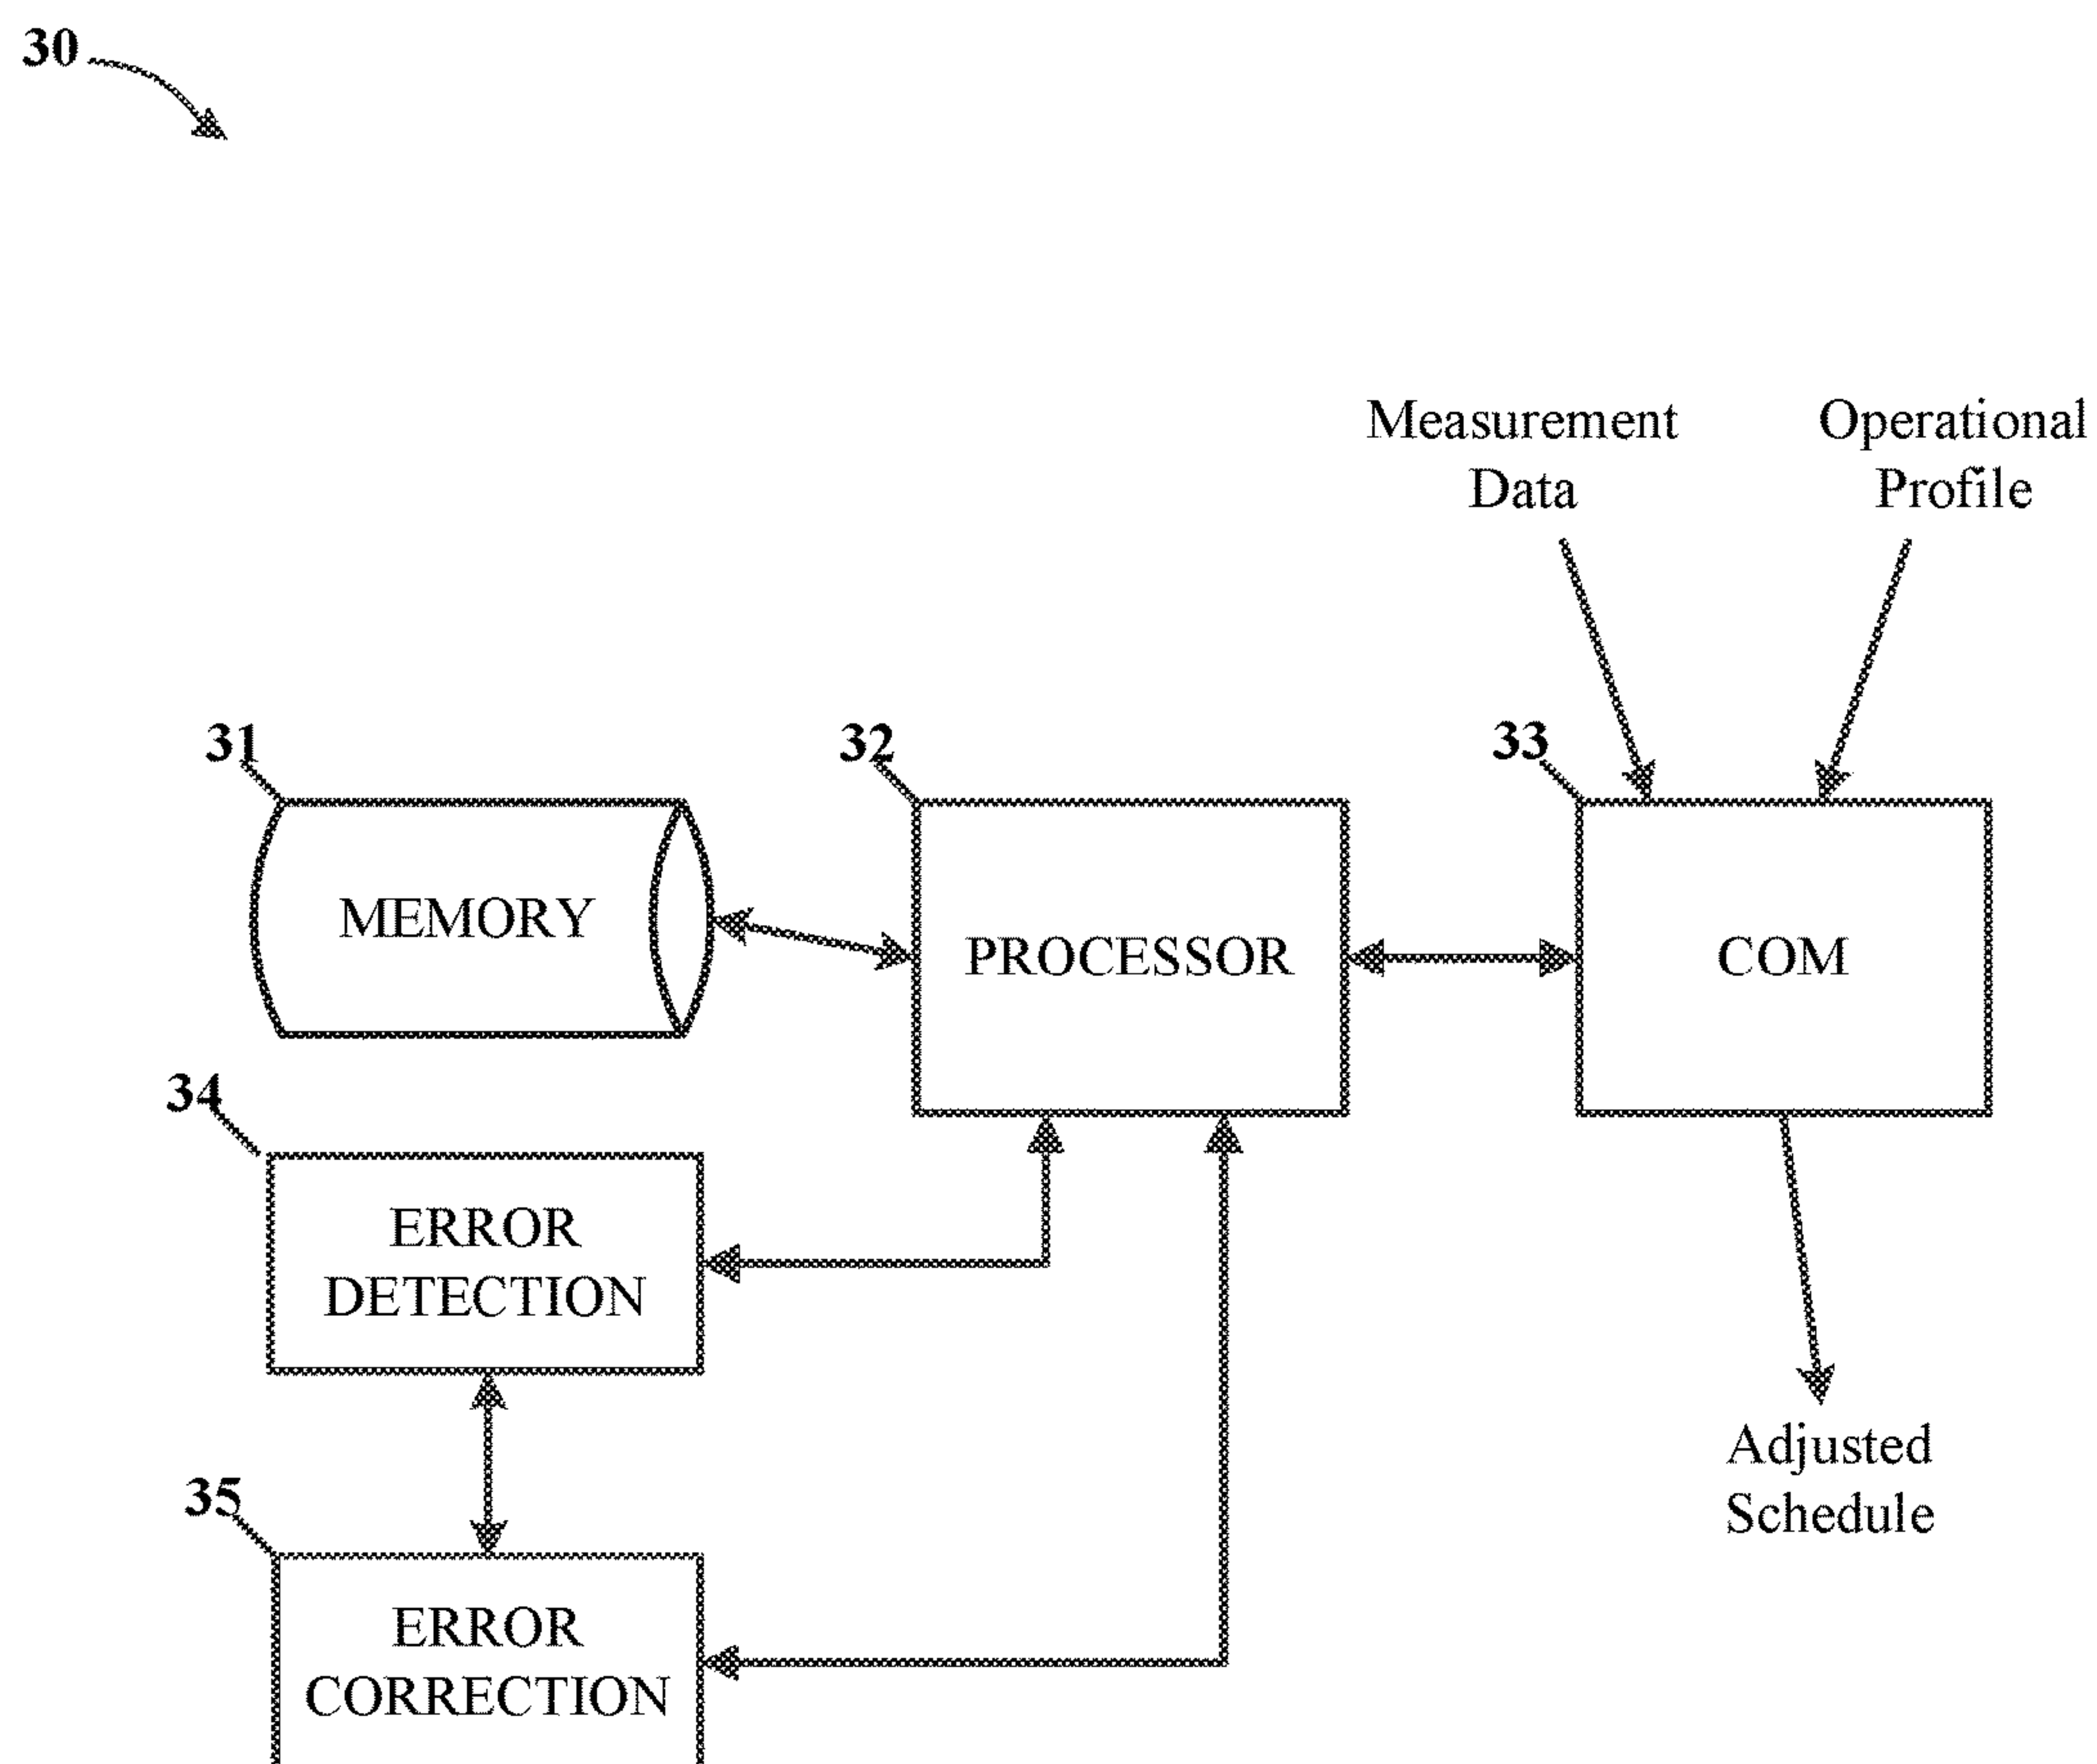 30
Measurement
Data
Operational
Profile
31
32
33
MEMORY
PROCESSOR
COM
34
ERROR
DETECTION
Adjusted
Schedule
35
ERROR
CORRECTION